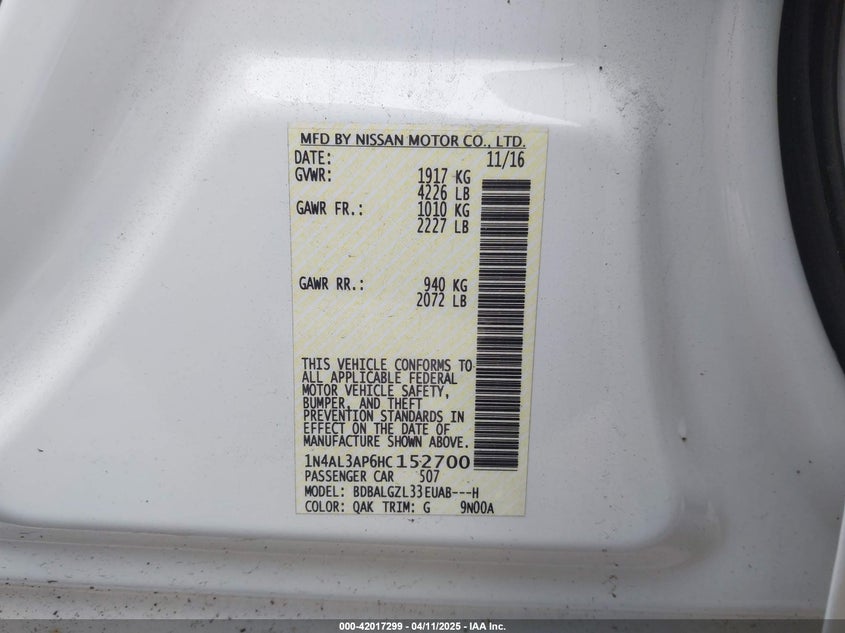 MFD BY NISSAN MOTOR CO., LTD.
DATE: 11/16
GVWR: 1917 KG
4226 LB
GAWR FR.: 1010 KG
2227 LB
GAWR RR.: 940 KG
2072 LB
THIS VEHICLE CONFORMS TO
ALL APPLICABLE FEDERAL
MOTOR VEHICLE SAFETY,
BUMPER, AND THEFT
PREVENTION STANDARDS IN
EFFECT ON THE DATE OF
MANUFACTURE SHOWN ABOVE.
1N4AL3AP6HC152700
PASSENGER CAR 507
MODEL: BDBALGZL33EUAB---H
COLOR: QAK TRIM: G 9N00A
000-42017299 - 04/11/2025 - IAA Inc.